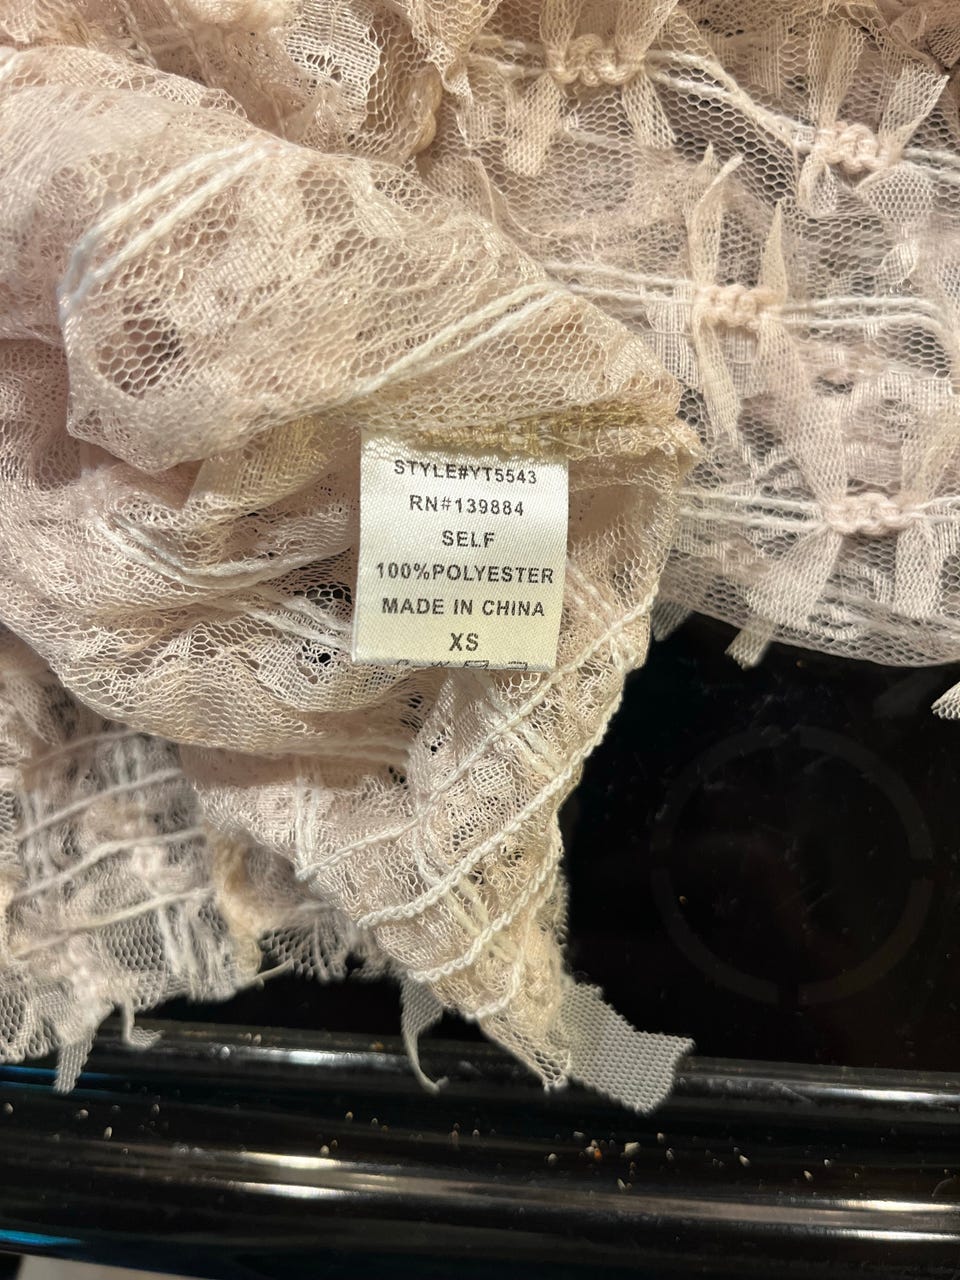 STYLE#YT5543
RN#139884
SELF
100%POLYESTER
MADE IN CHINA
XS